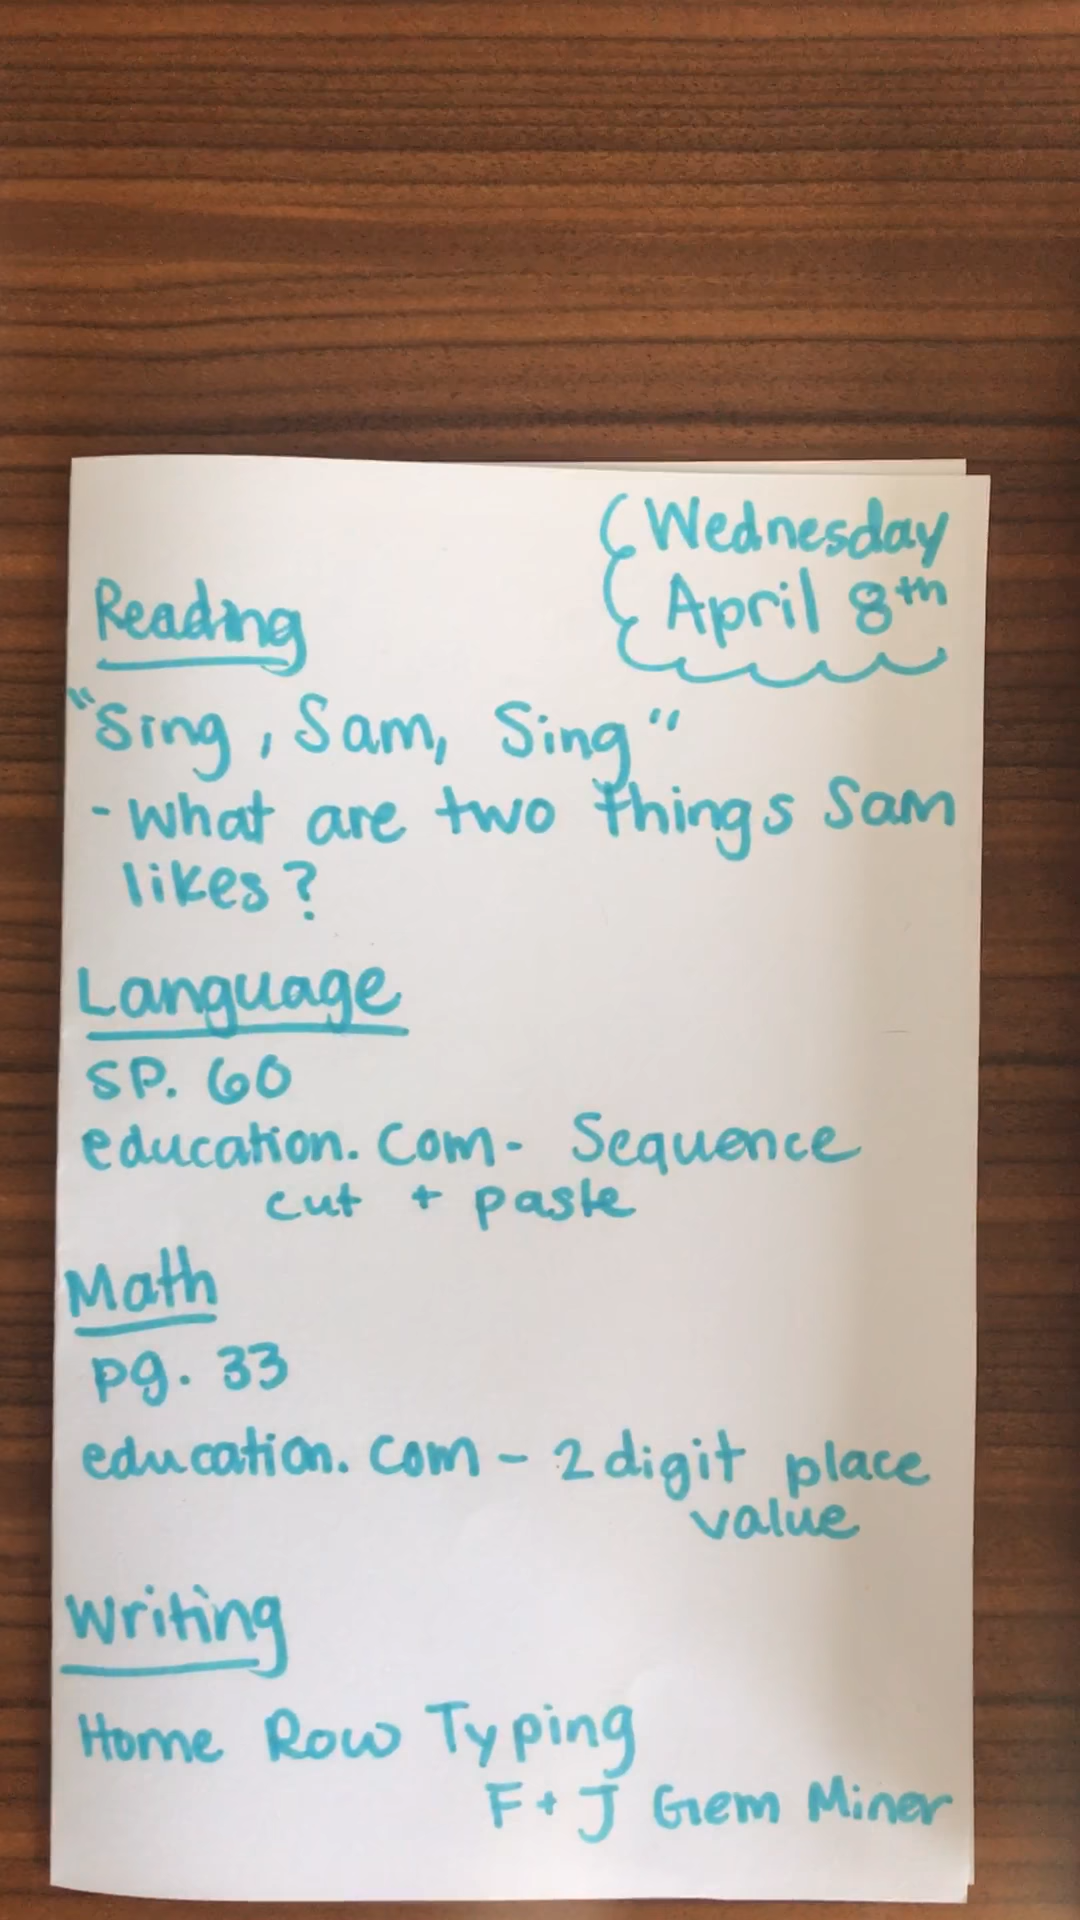 Wednesday
April 8th
Reading
"Sing, Sam, Sing"
- What are two things Sam
likes?
Language
SP. 60
education.com - Sequence
cut + paste
Math
pg. 33
education.com - 2 digit place
value
Writing
Home Row Typing
F + J Gem Miner